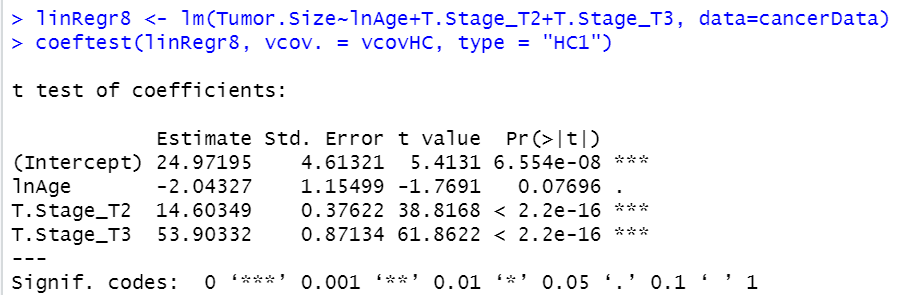 > linRegr8 <- lm(Tumor.Size~lnAge+T.Stage_T2+T.Stage_T3, data=cancerData)
> coeftest(linRegr8, vcov. = vcovHC, type = "HC1")

t test of coefficients:

            Estimate Std. Error t value  Pr(>|t|)
(Intercept) 24.97195    4.61321  5.4131 6.554e-08 ***
lnAge       -2.04327    1.15499 -1.7691   0.07696 .
T.Stage_T2  14.60349    0.37622 38.8168 < 2.2e-16 ***
T.Stage_T3  53.90332    0.87134 61.8622 < 2.2e-16 ***
---
Signif. codes:  0 ‘***’ 0.001 ‘**’ 0.01 ‘*’ 0.05 ‘.’ 0.1 ‘ ’ 1